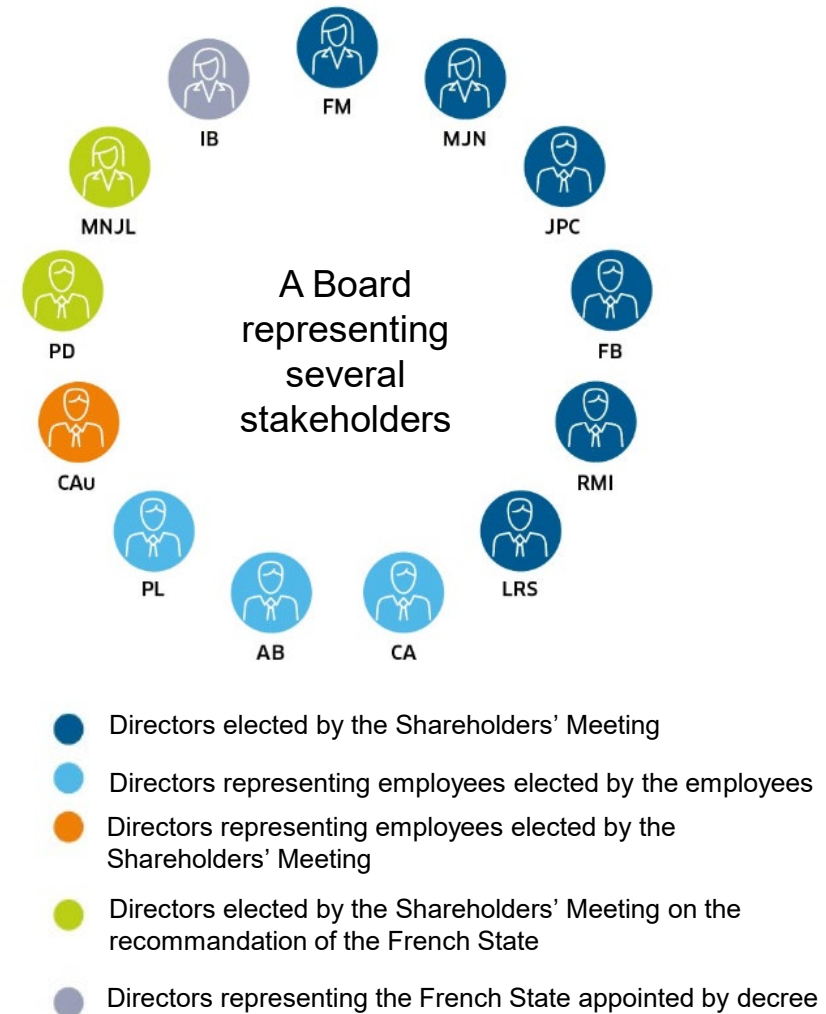 FM
IB
MJN
MNJL
JPC
A Board
representing
several
stakeholders
PD
FB
CAu
RMI
PL
LRS
AB
CA
Directors elected by the Shareholders’ Meeting
Directors representing employees elected by the employees
Directors representing employees elected by the
Shareholders’ Meeting
Directors elected by the Shareholders’ Meeting on the
recommandation of the French State
Directors representing the French State appointed by decree